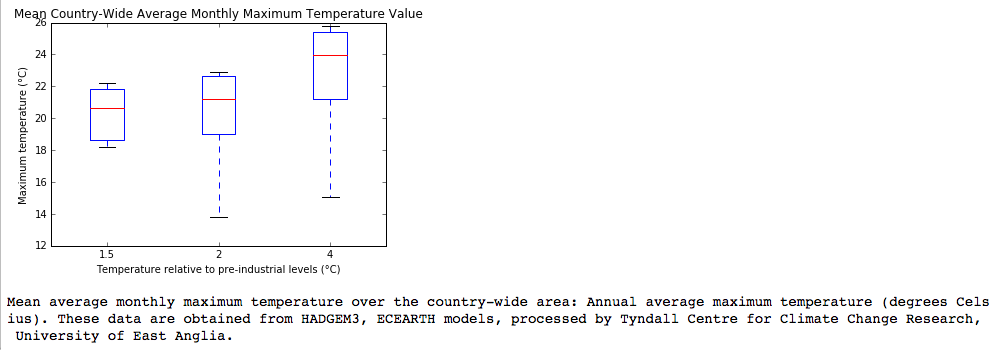 Mean Country-Wide Average Monthly Maximum Temperature Value
26
24
22
20
18
16
14
12
Maximum temperature (°C)
1.5 2 4
Temperature relative to pre-industrial levels (°C)
Mean average monthly maximum temperature over the country-wide area: Annual average maximum temperature (degrees Cels
ius). These data are obtained from HADGEM3, ECEARTH models, processed by Tyndall Centre for Climate Change Research,
University of East Anglia.